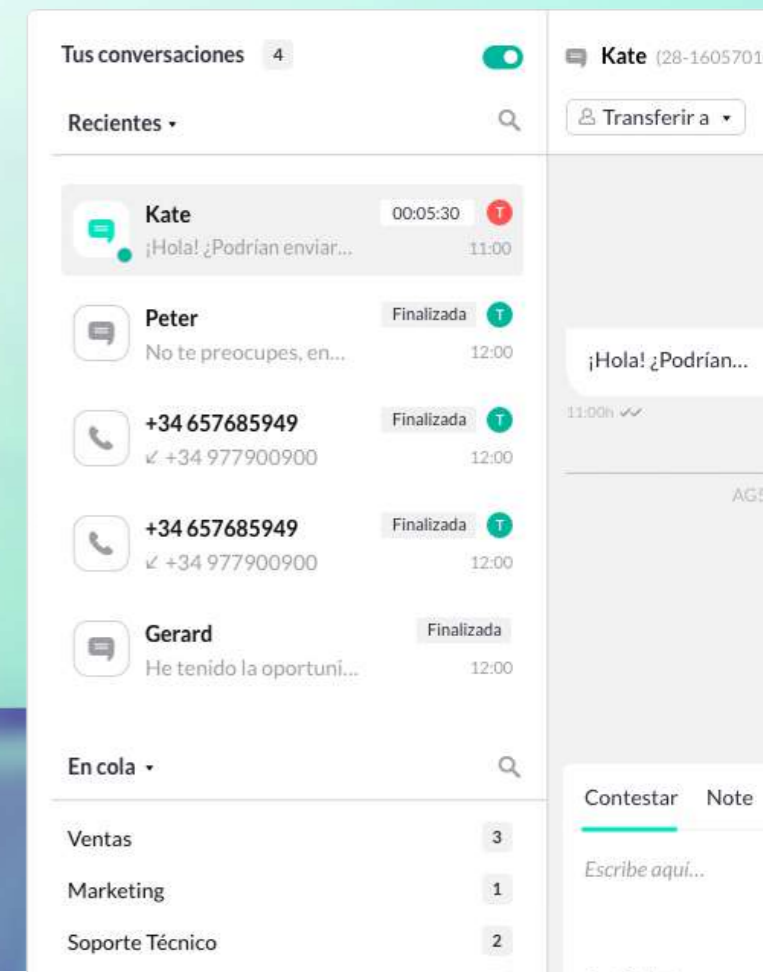 Tus conversaciones 4
Recientes
Kate 00:05:30 T
¡Hola! ¿Podrían enviar... 11:00
Peter Finalizada T
No te preocupes, en... 12:00
+34 657685949 Finalizada T
+34 977900900 12:00
+34 657685949 Finalizada T
+34 977900900 12:00
Gerard Finalizada
He tenido la oportuni... 12:00
En cola
Ventas 3
Marketing 1
Soporte Técnico 2
Kate (28-1605701
Transferir a
¡Hola! ¿Podrían...
11:00h
AG5
Contestar Note
Escribe aquí...